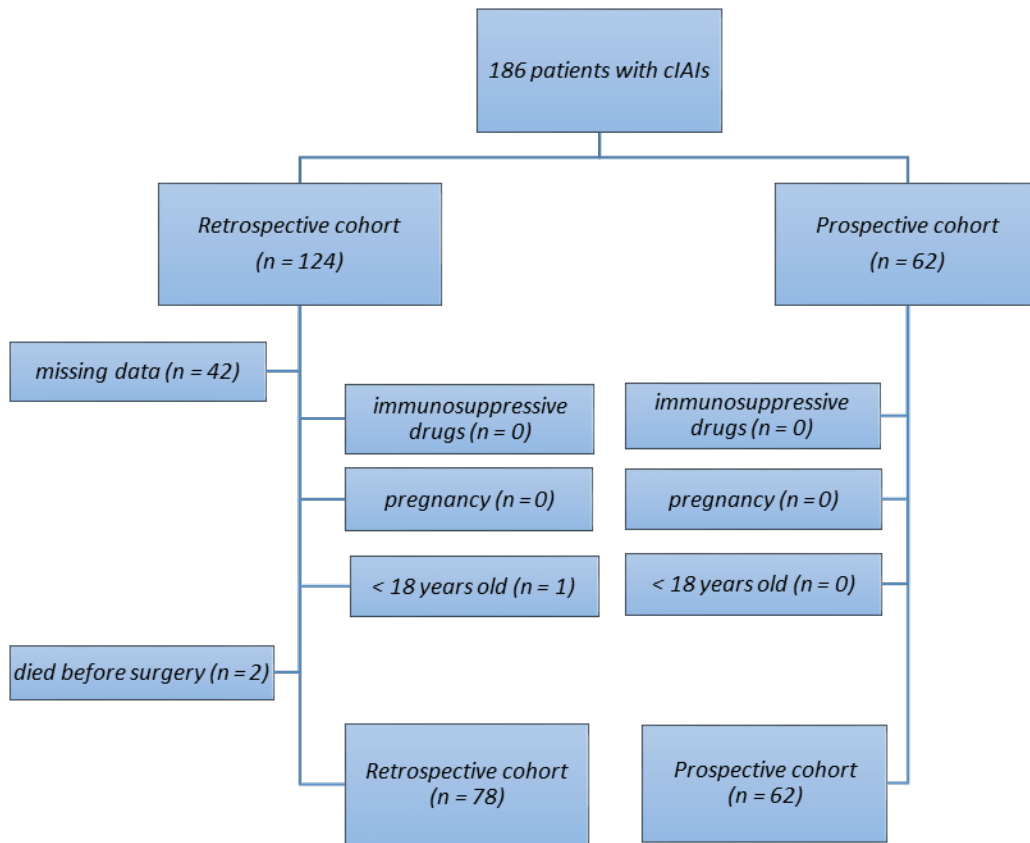 186 patients with cIAIs
Retrospective cohort
(n = 124)
Prospective cohort
(n = 62)
missing data (n = 42)
immunosuppressive
drugs (n = 0)
immunosuppressive
drugs (n = 0)
pregnancy (n = 0)
pregnancy (n = 0)
< 18 years old (n = 1)
< 18 years old (n = 0)
died before surgery (n = 2)
Retrospective cohort
(n = 78)
Prospective cohort
(n = 62)